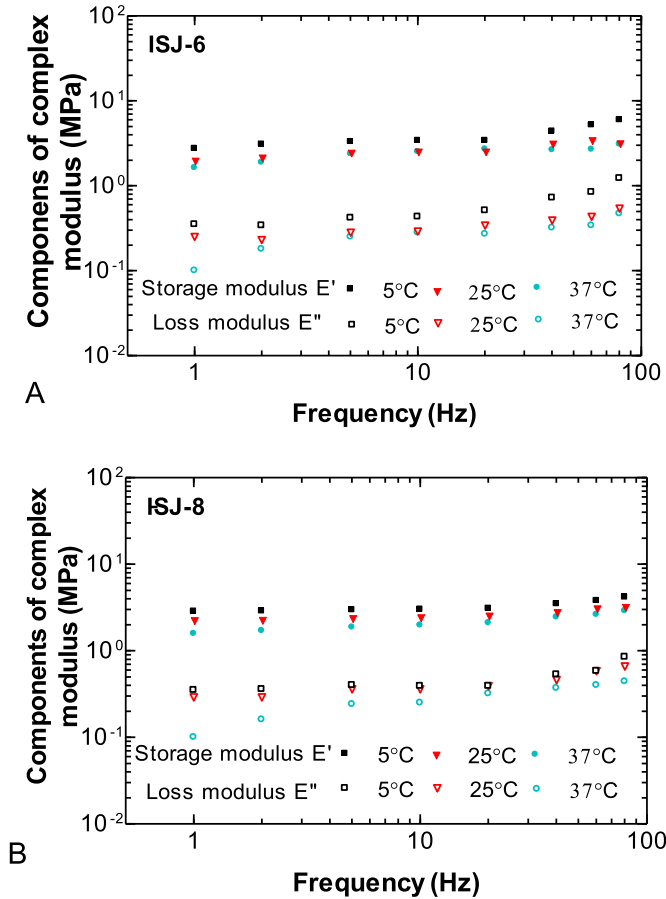 ISJ-6
10²
10¹
10⁰
10⁻¹
10⁻²
Componens of complex
modulus (MPa)
Storage modulus E' 5°C 25°C 37°C
Loss modulus E" 5°C 25°C 37°C
1 10 100
Frequency (Hz)
A
ISJ-8
10²
10¹
10⁰
10⁻¹
10⁻²
Components of complex
modulus (MPa)
Storage modulus E' 5°C 25°C 37°C
Loss modulus E" 5°C 25°C 37°C
1 10 100
Frequency (Hz)
B